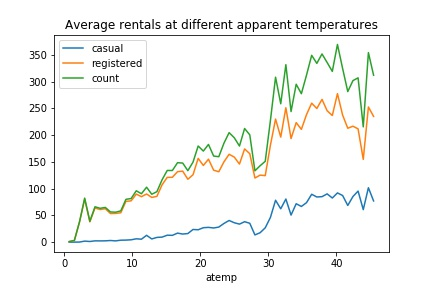 Average rentals at different apparent temperatures
casual
registered
count
350
300
250
200
150
100
50
0
0 10 20 30 40
atemp